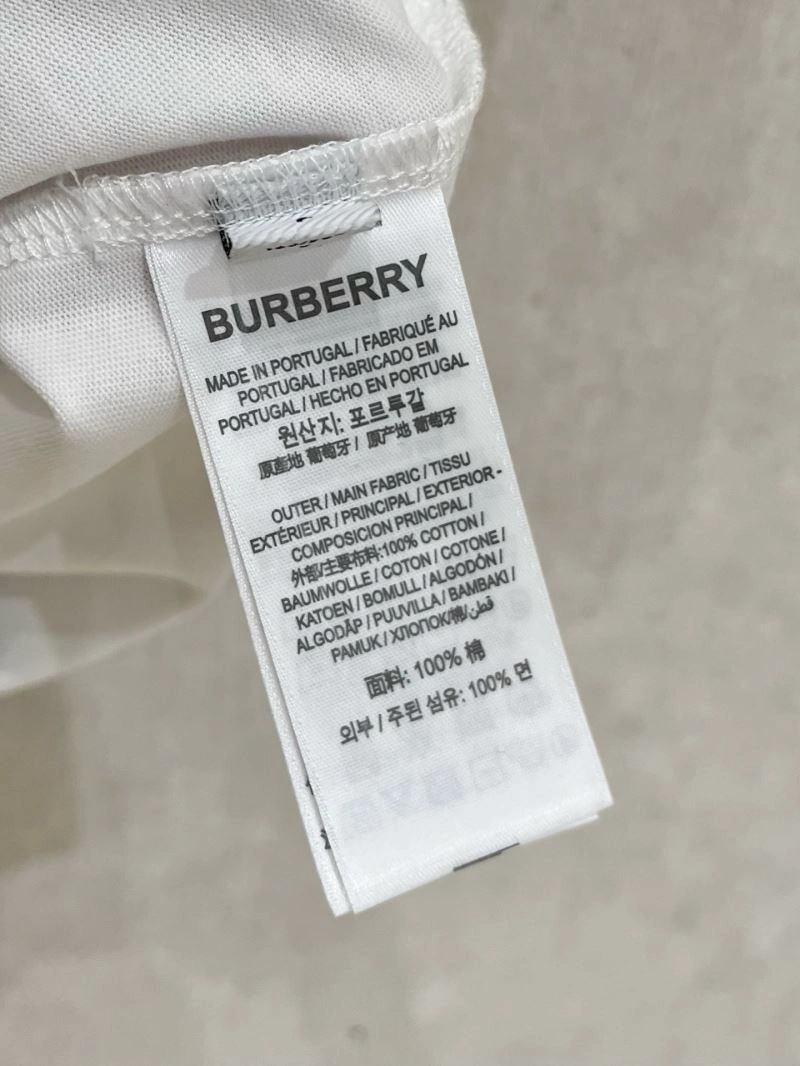 BURBERRY
MADE IN PORTUGAL / FABRIQUÉ AU
PORTUGAL / FABRICADO EM
PORTUGAL / HECHO EN PORTUGAL
원산지: 포르투갈
原產地 葡萄牙 / 原产地 葡萄牙
OUTER / MAIN FABRIC / TISSU
EXTÉRIEUR / PRINCIPAL / EXTERIOR -
COMPOSICION PRINCIPAL /
外部/主要布料:100% COTTON /
BAUMWOLLE / COTON / COTONE /
KATOEN / BOMULL / ALGODÓN /
ALGODÃP / PUUVILLA / BAMBAKI /
PAMUK / ХЛОПОК/棉/قطن
面料: 100% 棉
외부 / 주된 섬유: 100% 면